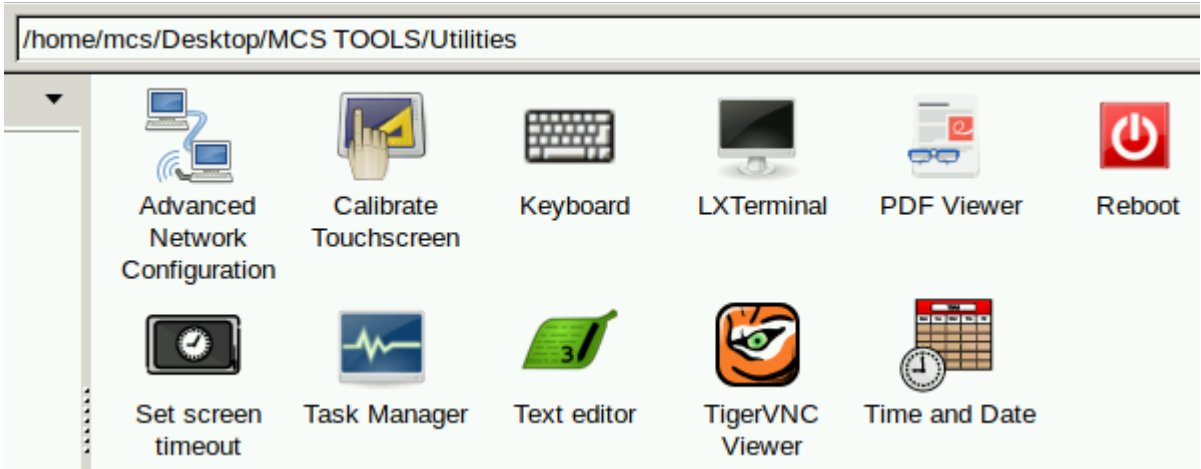 /home/mcs/Desktop/MCS TOOLS/Utilities
Advanced
Network
Configuration
Calibrate
Touchscreen
Keyboard
LXTerminal
PDF Viewer
Reboot
Set screen
timeout
Task Manager
3
Text editor
TigerVNC
Viewer
Time and Date